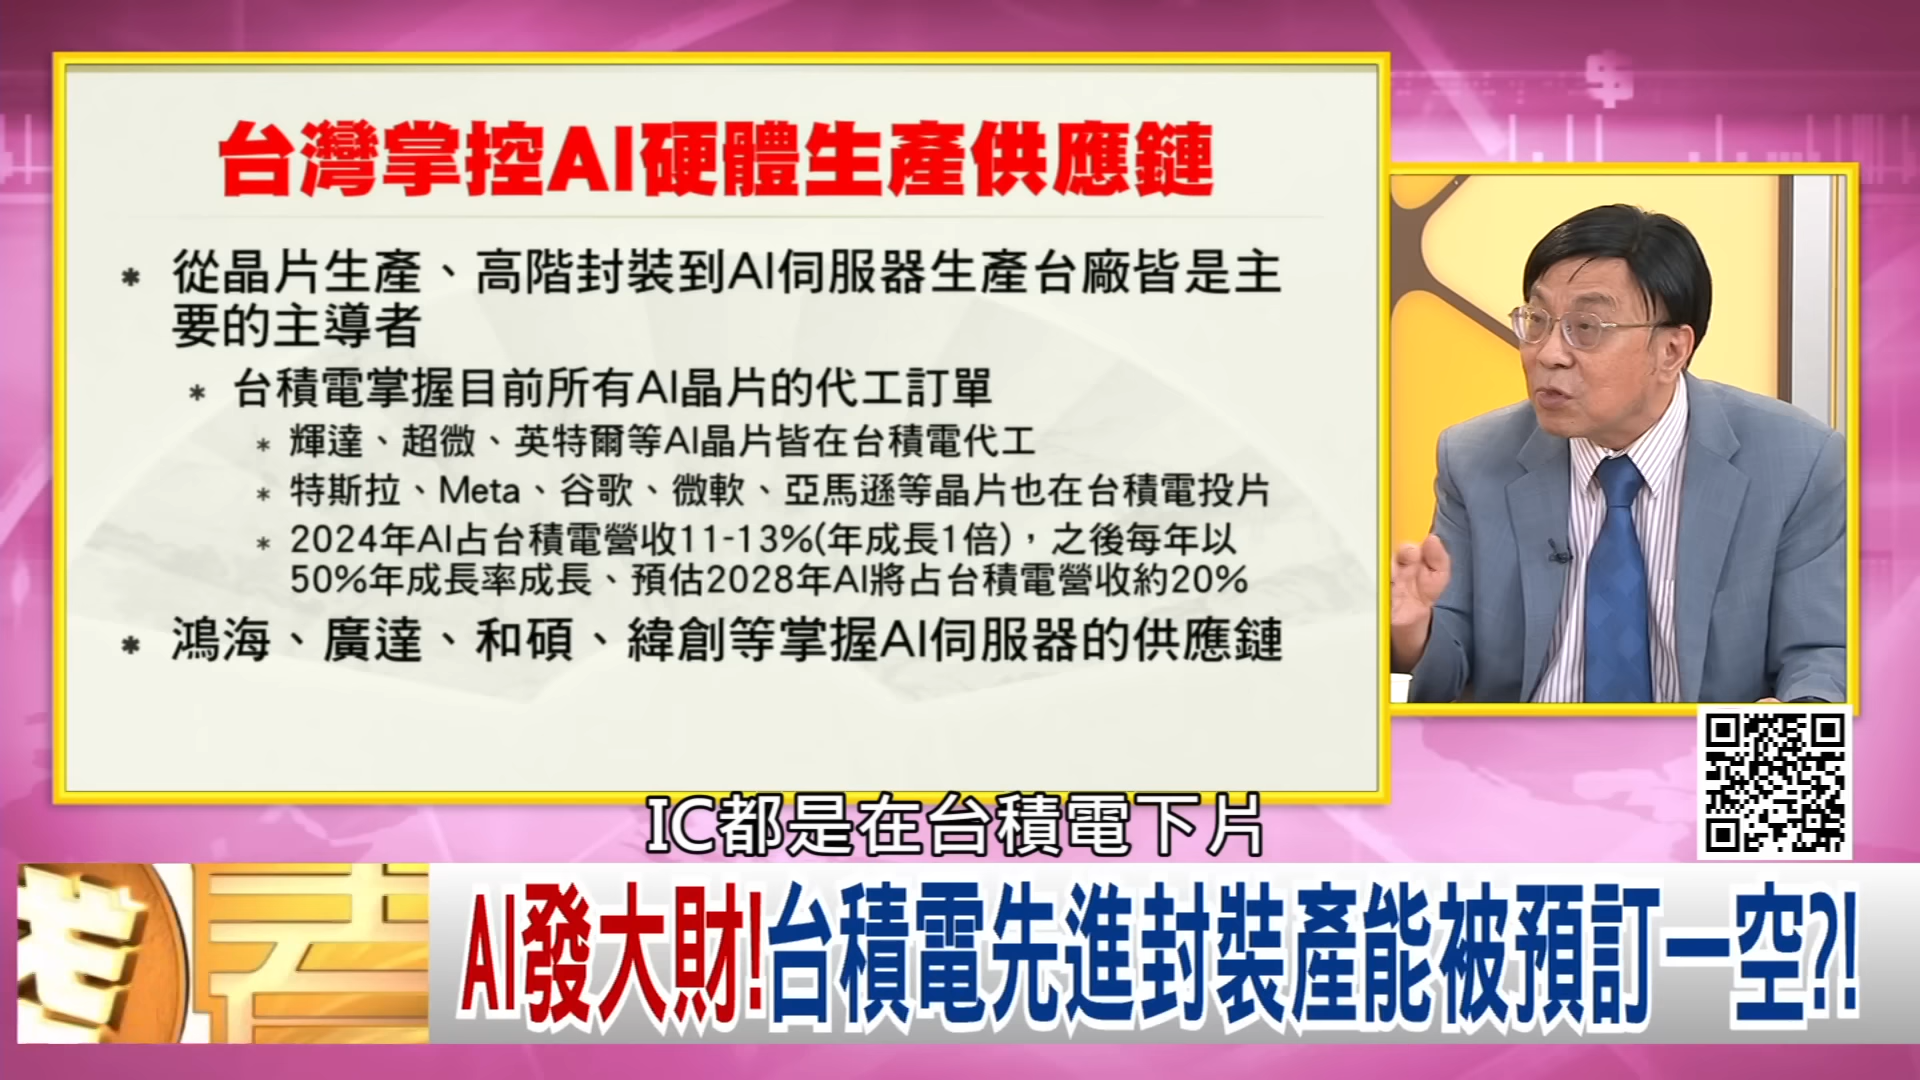 台灣掌控AI硬體生產供應鏈
* 從晶片生產、高階封裝到AI伺服器生產台廠皆是主
要的主導者
* 台積電掌握目前所有AI晶片的代工訂單
* 輝達、超微、英特爾等AI晶片皆在台積電代工
* 特斯拉、Meta、谷歌、微軟、亞馬遜等晶片也在台積電投片
* 2024年AI占台積電營收11-13%(年成長1倍)，之後每年以
50%年成長率成長、預估2028年AI將占台積電營收約20%
* 鴻海、廣達、和碩、緯創等掌握AI伺服器的供應鏈
IC都是在台積電下片
AI發大財!台積電先進封裝產能被預訂一空?!